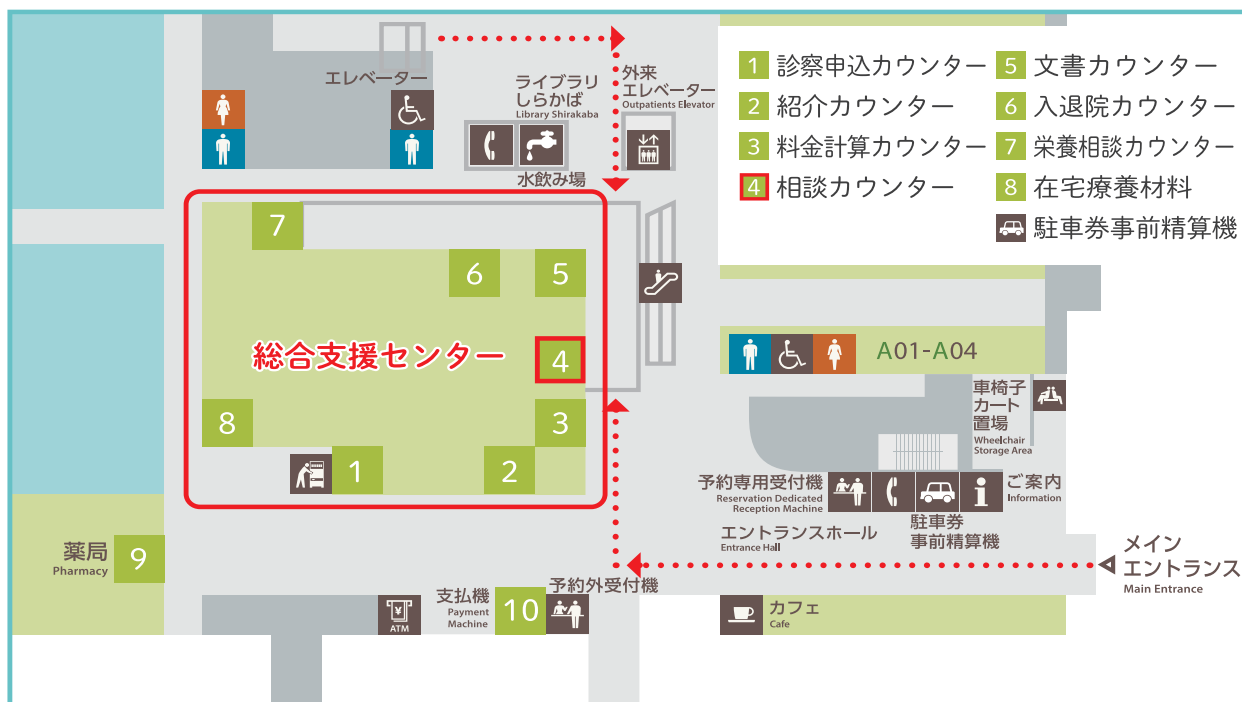 エレベーター
ライブラリ
しらかば
Library Shirakaba
外来
エレベーター
Outpatients Elevator
水飲み場
1 診察申込カウンター
2 紹介カウンター
3 料金計算カウンター
4 相談カウンター
5 文書カウンター
6 入退院カウンター
7 栄養相談カウンター
8 在宅療養材料
駐車券事前精算機
7
6
5
総合支援センター
4
8
3
1
2
A01-A04
車椅子
カート
置場
Wheelchair
Storage Area
予約専用受付機
Reservation Dedicated
Reception Machine
i
ご案内
Information
エントランスホール
Entrance Hall
駐車券
事前精算機
メイン
エントランス
Main Entrance
薬局
Pharmacy
9
¥
ATM
支払機
Payment
Machine
10
予約外受付機
カフェ
Cafe